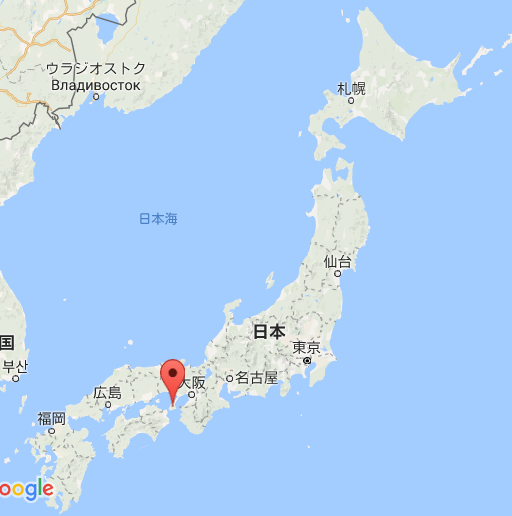 ウラジオストク
Владивосток
札幌
日本海
仙台
国
日本
부산
東京
大阪
名古屋
広島
福岡
oogle